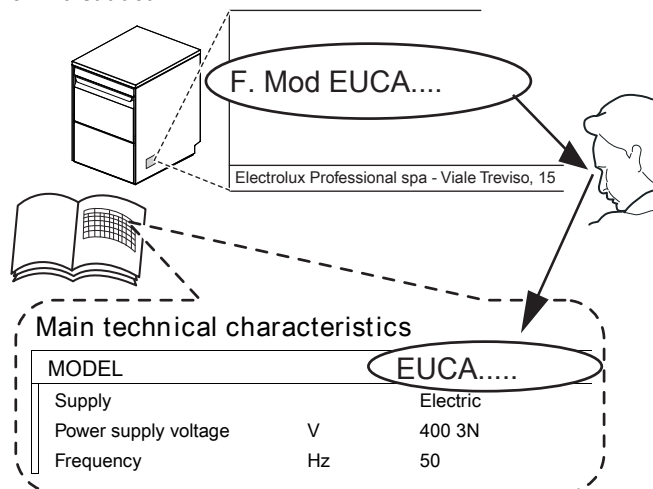 F. Mod EUCA....
Electrolux Professional spa - Viale Treviso, 15
Main technical characteristics
MODEL EUCA.....
Supply Electric
Power supply voltage V 400 3N
Frequency Hz 50